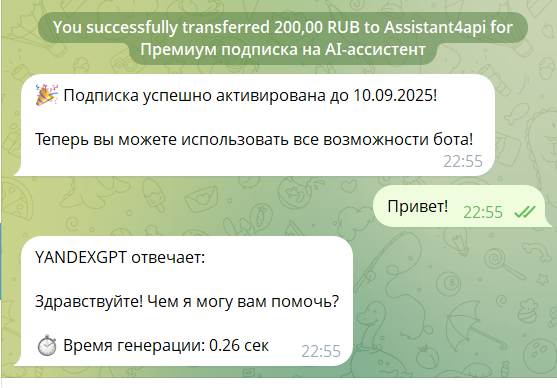 You successfully transferred 200,00 RUB to Assistant4api for
Премиум подписка на AI-ассистент
🎉 Подписка успешно активирована до 10.09.2025!
Теперь вы можете использовать все возможности бота!
22:55
Привет! 22:55
YANDEXGPT отвечает:
Здравствуйте! Чем я могу вам помочь?
⏱ Время генерации: 0.26 сек 22:55